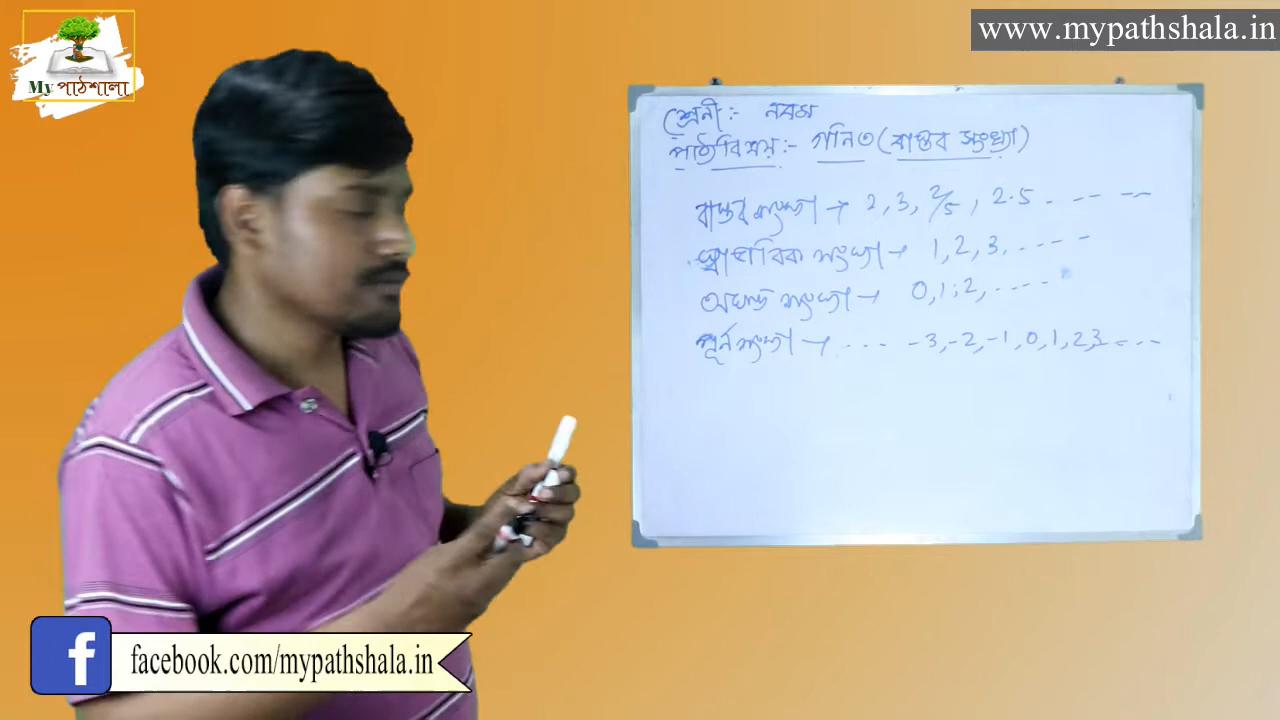 www.mypathshala.in
My পাঠশালা
শ্রেনী:- নবম
পাঠ্যবিষয়:- গনিত (বাস্তব সংখ্যা)
বাস্তব সংখ্যা → 2, 3, 2/5, 2.5. -- --
স্বাভাবিক সংখ্যা → 1, 2, 3. ----
অখন্ড সংখ্যা → 0, 1, 2, -----
পূর্ন সংখ্যা → ... -3, -2, -1, 0, 1, 2, 3 ----
f facebook.com/mypathshala.in